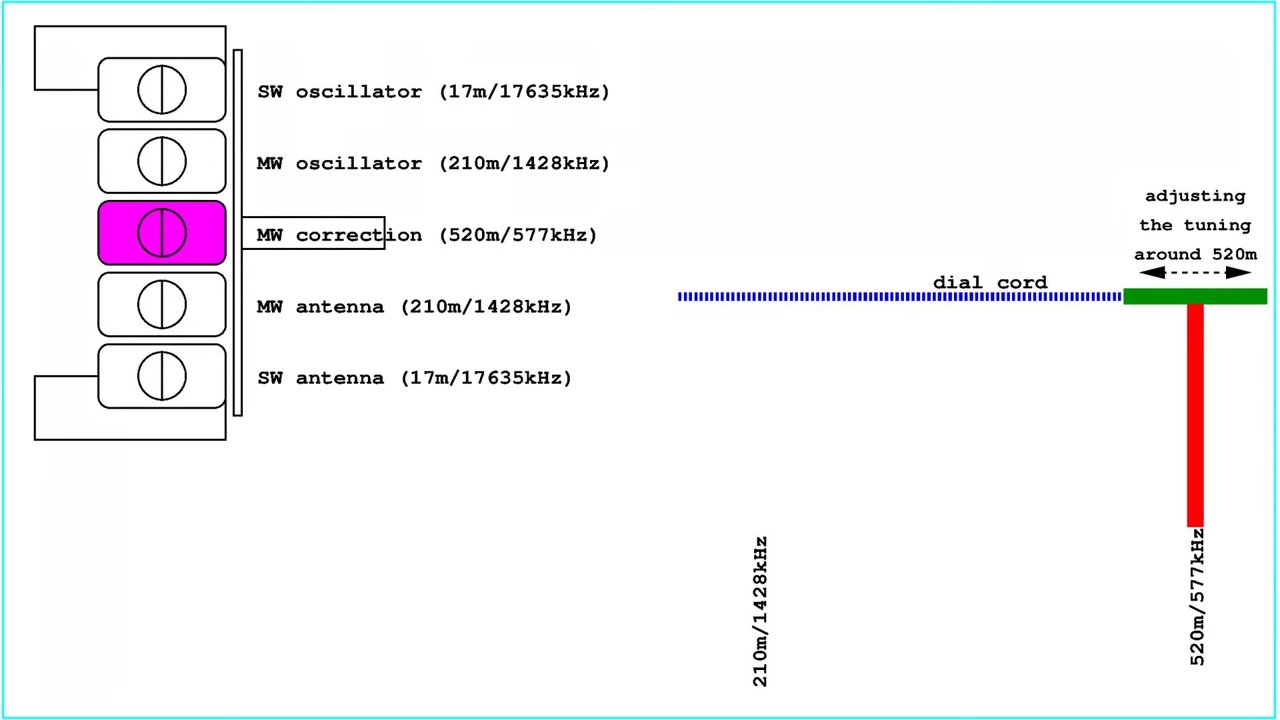 SW oscillator (17m/17635kHz)
MW oscillator (210m/1428kHz)
MW correction (520m/577kHz)
MW antenna (210m/1428kHz)
SW antenna (17m/17635kHz)
adjusting
the tuning
around 520m
dial cord
210m/1428kHz
520m/577kHz